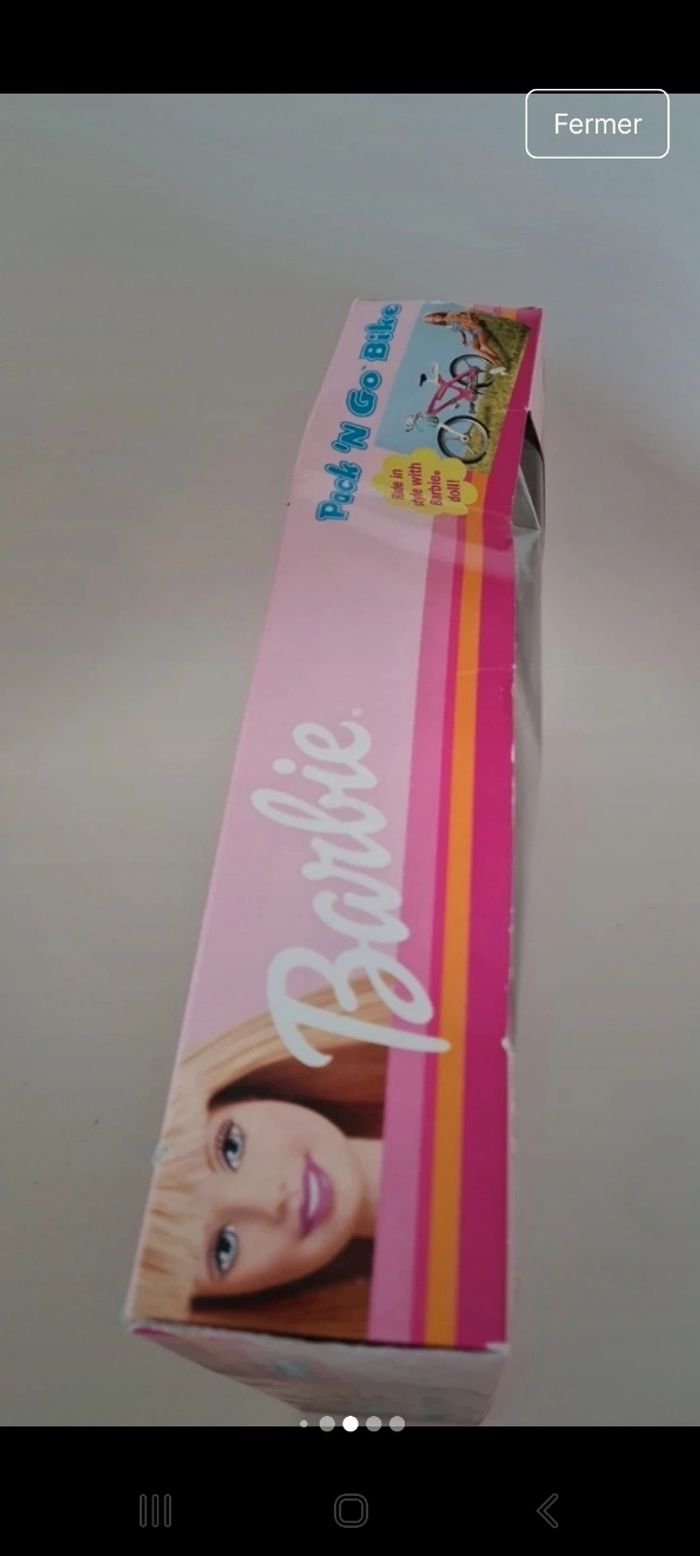 Fermer
Pack 'N Go Bike
Ride in
style with
Barbie®
doll!
Barbie.